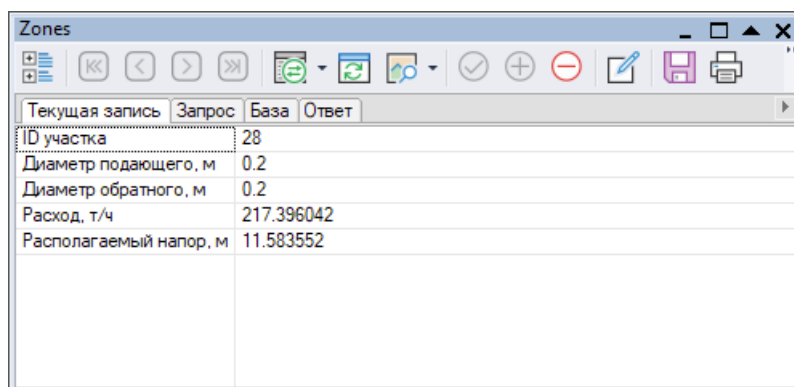 Zones
Текущая запись Запрос База Ответ
ID участка 28
Диаметр подающего, м 0.2
Диаметр обратного, м 0.2
Расход, т/ч 217.396042
Располагаемый напор, м 11.583552